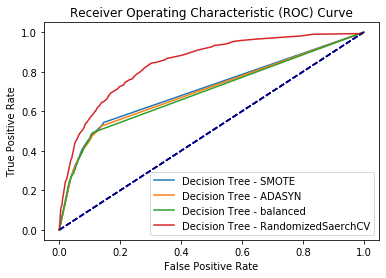 Receiver Operating Characteristic (ROC) Curve
1.0
0.8
0.6
0.4
0.2
0.0
True Positive Rate
Decision Tree - SMOTE
Decision Tree - ADASYN
Decision Tree - balanced
Decision Tree - RandomizedSaerchCV
0.0 0.2 0.4 0.6 0.8 1.0
False Positive Rate